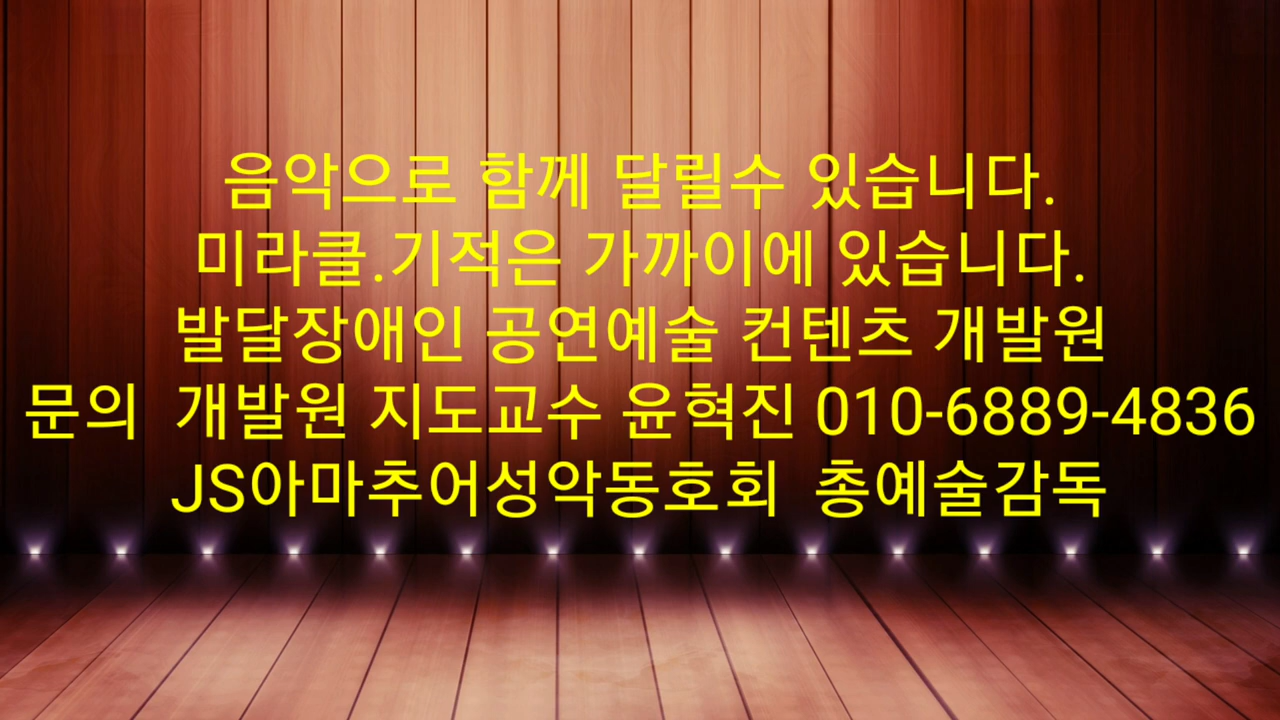 음악으로 함께 달릴수 있습니다.
미라클.기적은 가까이에 있습니다.
발달장애인 공연예술 컨텐츠 개발원
문의  개발원 지도교수 윤혁진 010-6889-4836
JS아마추어성악동호회  총예술감독